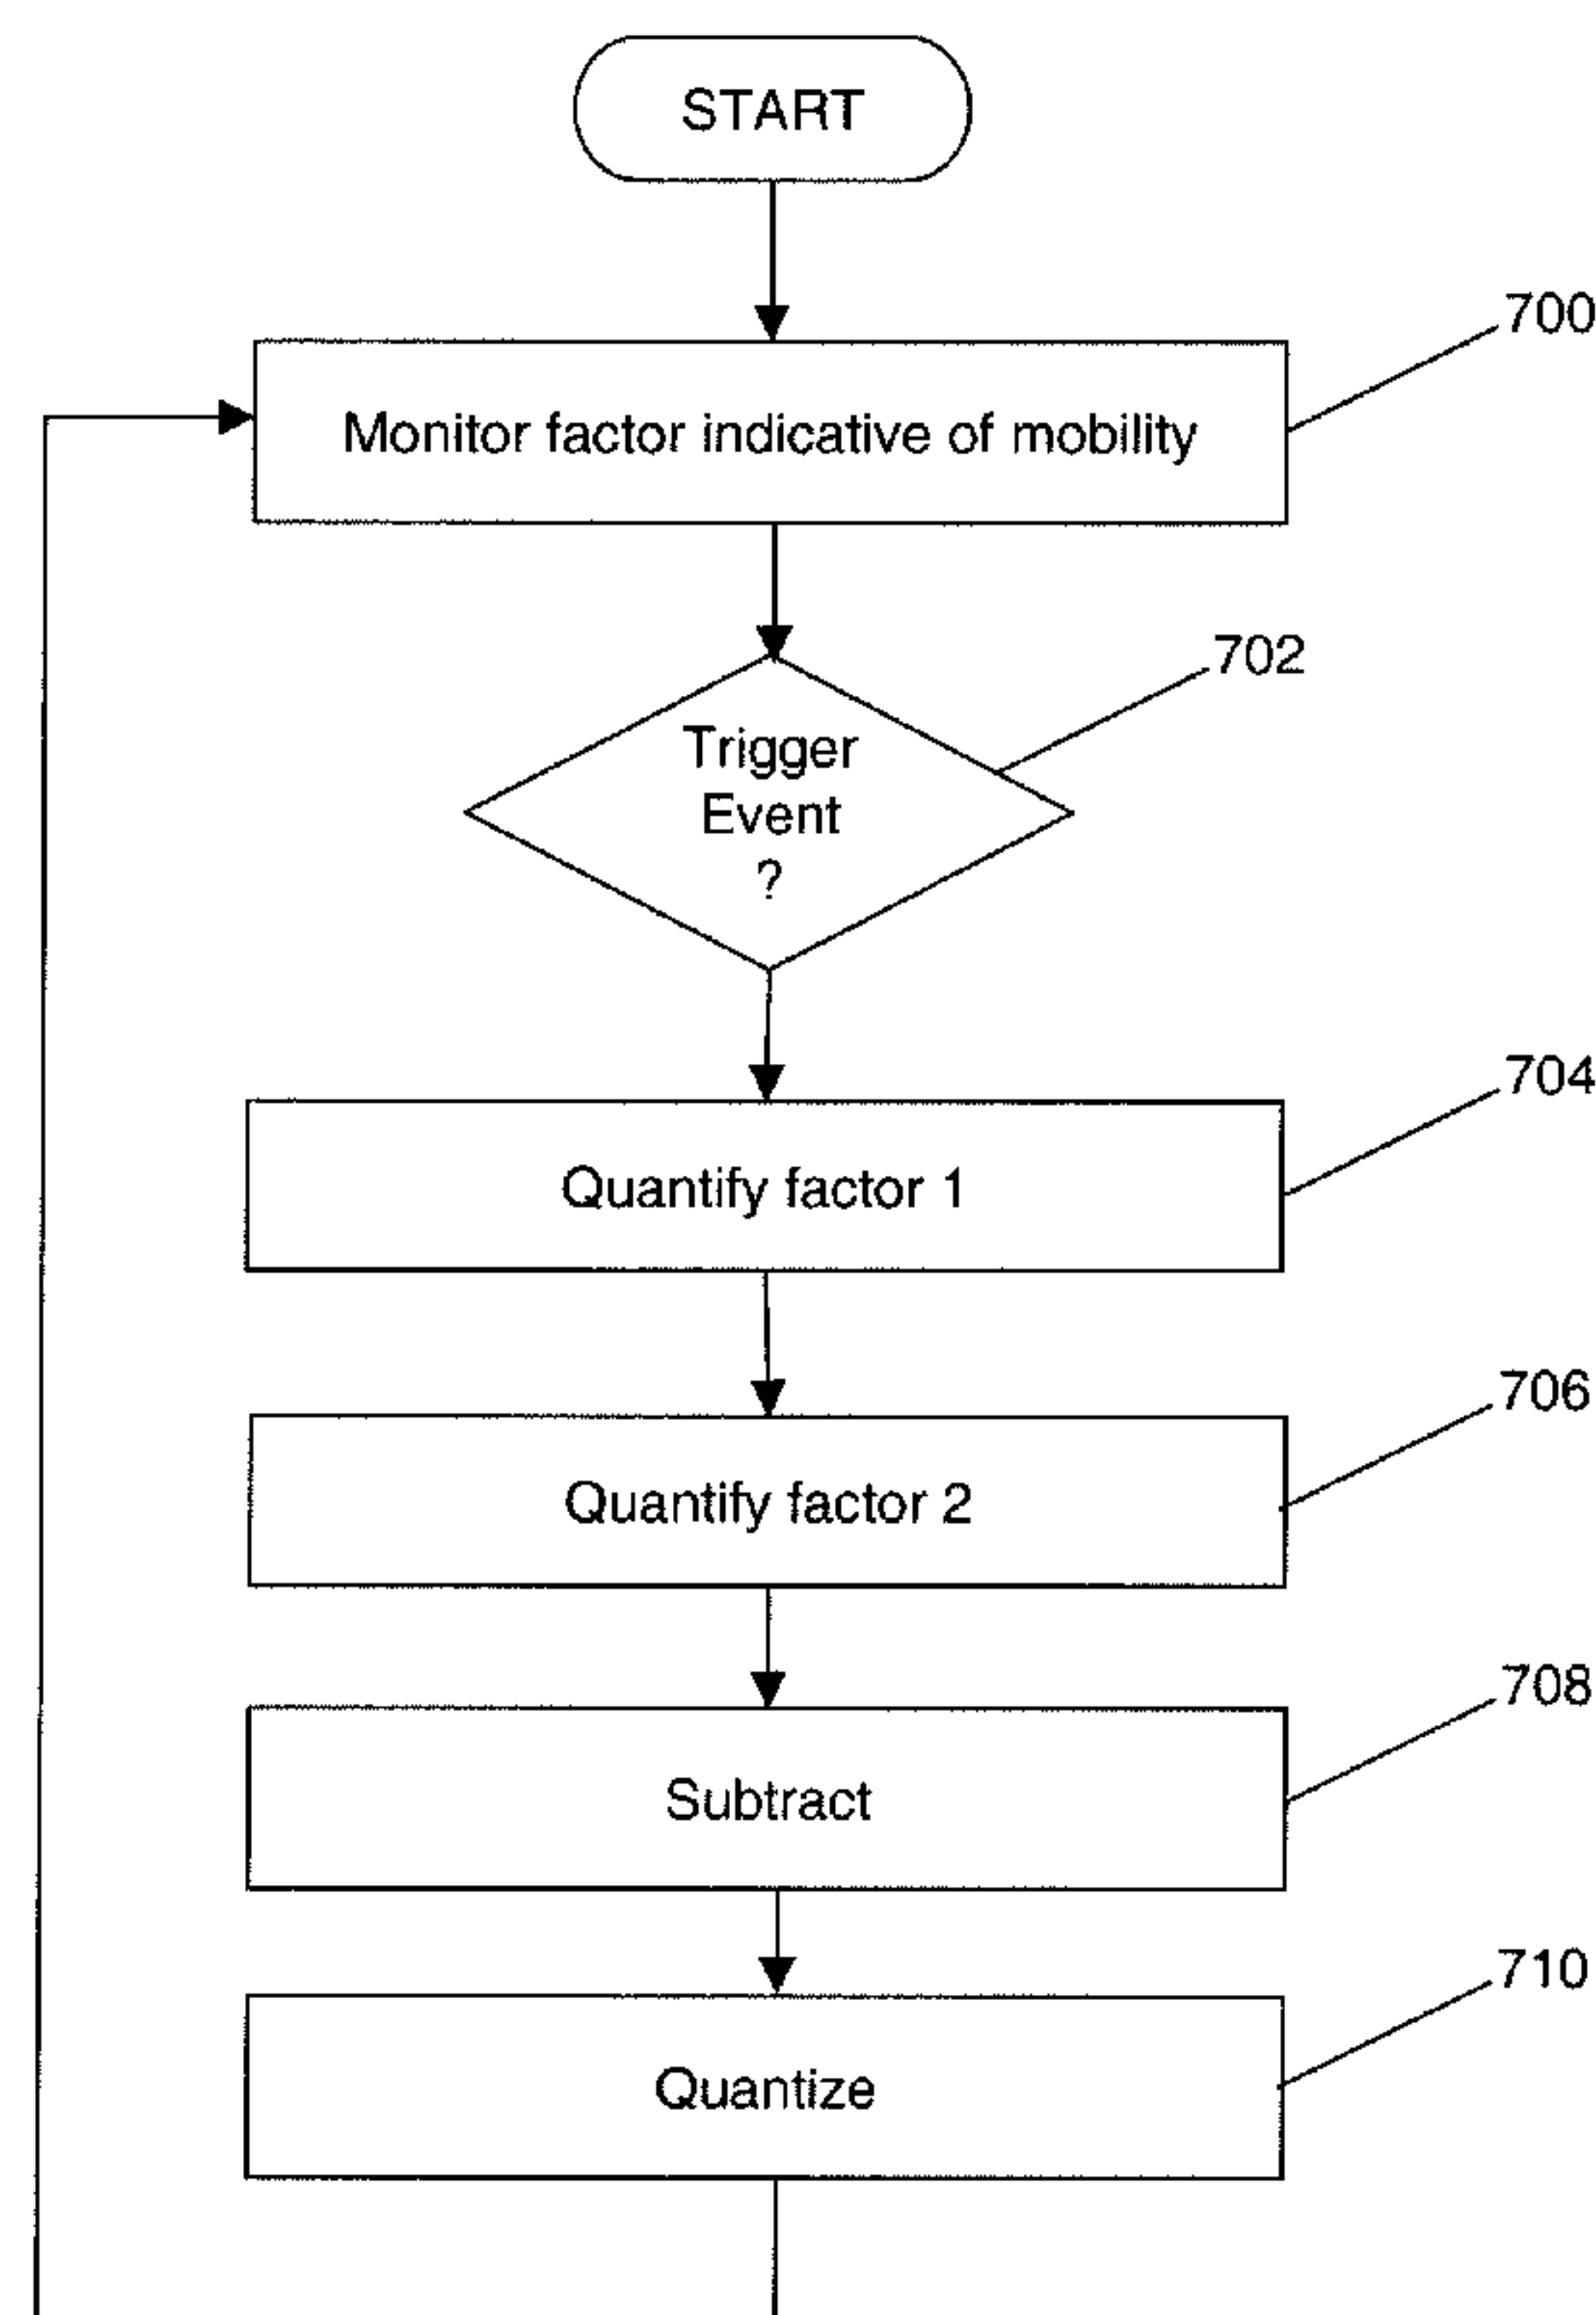 START
700
Monitor factor indicative of mobility
702
Trigger
Event
?
704
Quantify factor 1
706
Quantify factor 2
708
Subtract
710
Quantize